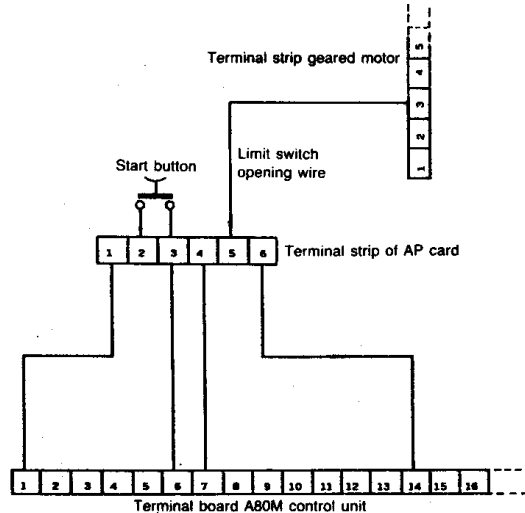 5
Terminal strip geared motor
4
3
2
1
Limit switch
opening wire
Start button
1 2 3 4 5 6
Terminal strip of AP card
1 2 3 4 5 6 7 8 9 10 11 12 13 14 15 16
Terminal board A80M control unit